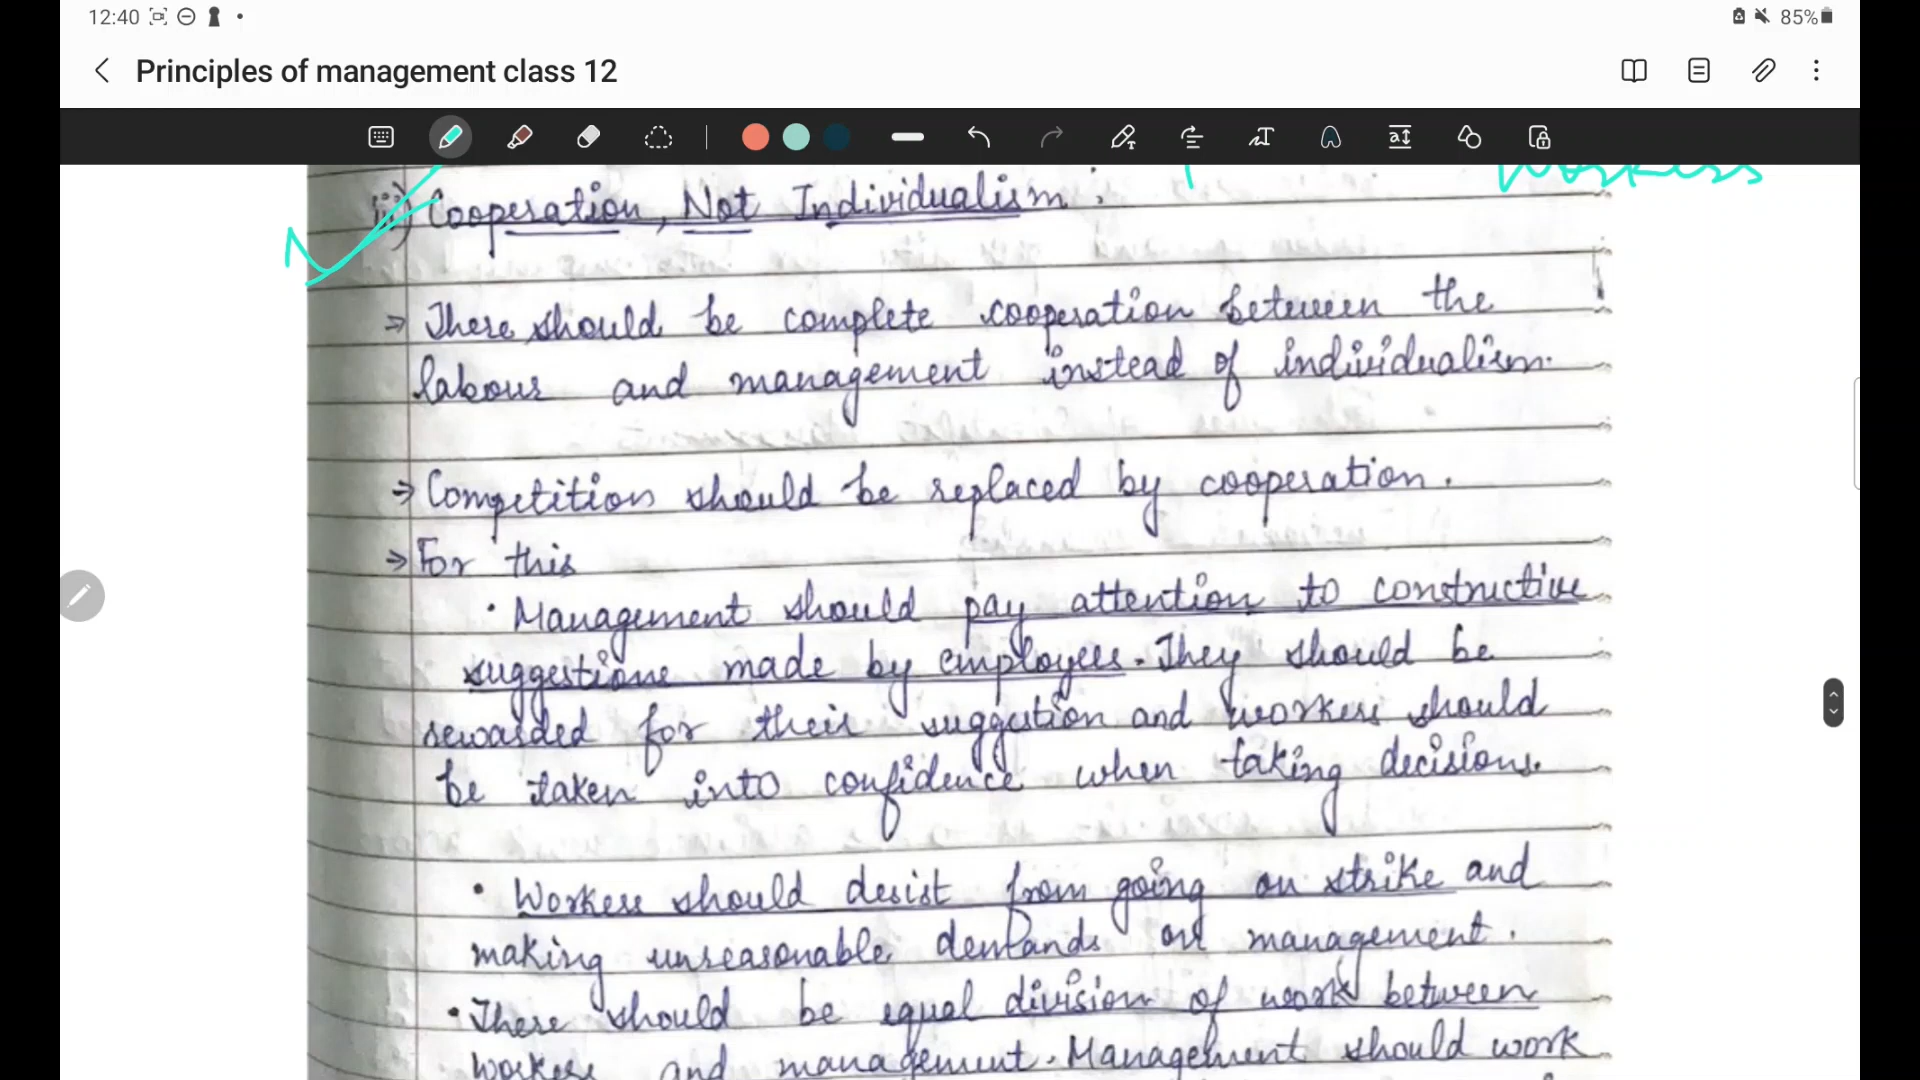 12:40
85%
Principles of management class 12
workers
iii) Cooperation, Not Individualism :
⇒ There should be complete cooperation between the
labour and management instead of individualism.
⇒ Competition should be replaced by cooperation.
⇒ For this
• Management should pay attention to constructive
suggestions made by employees. They should be
rewarded for their suggestion and workers should
be taken into confidence when taking decisions.
• Workers should desist from going on strike and
making unreasonable demands on management.
• There should be equal division of work between
workers and management. Management should work